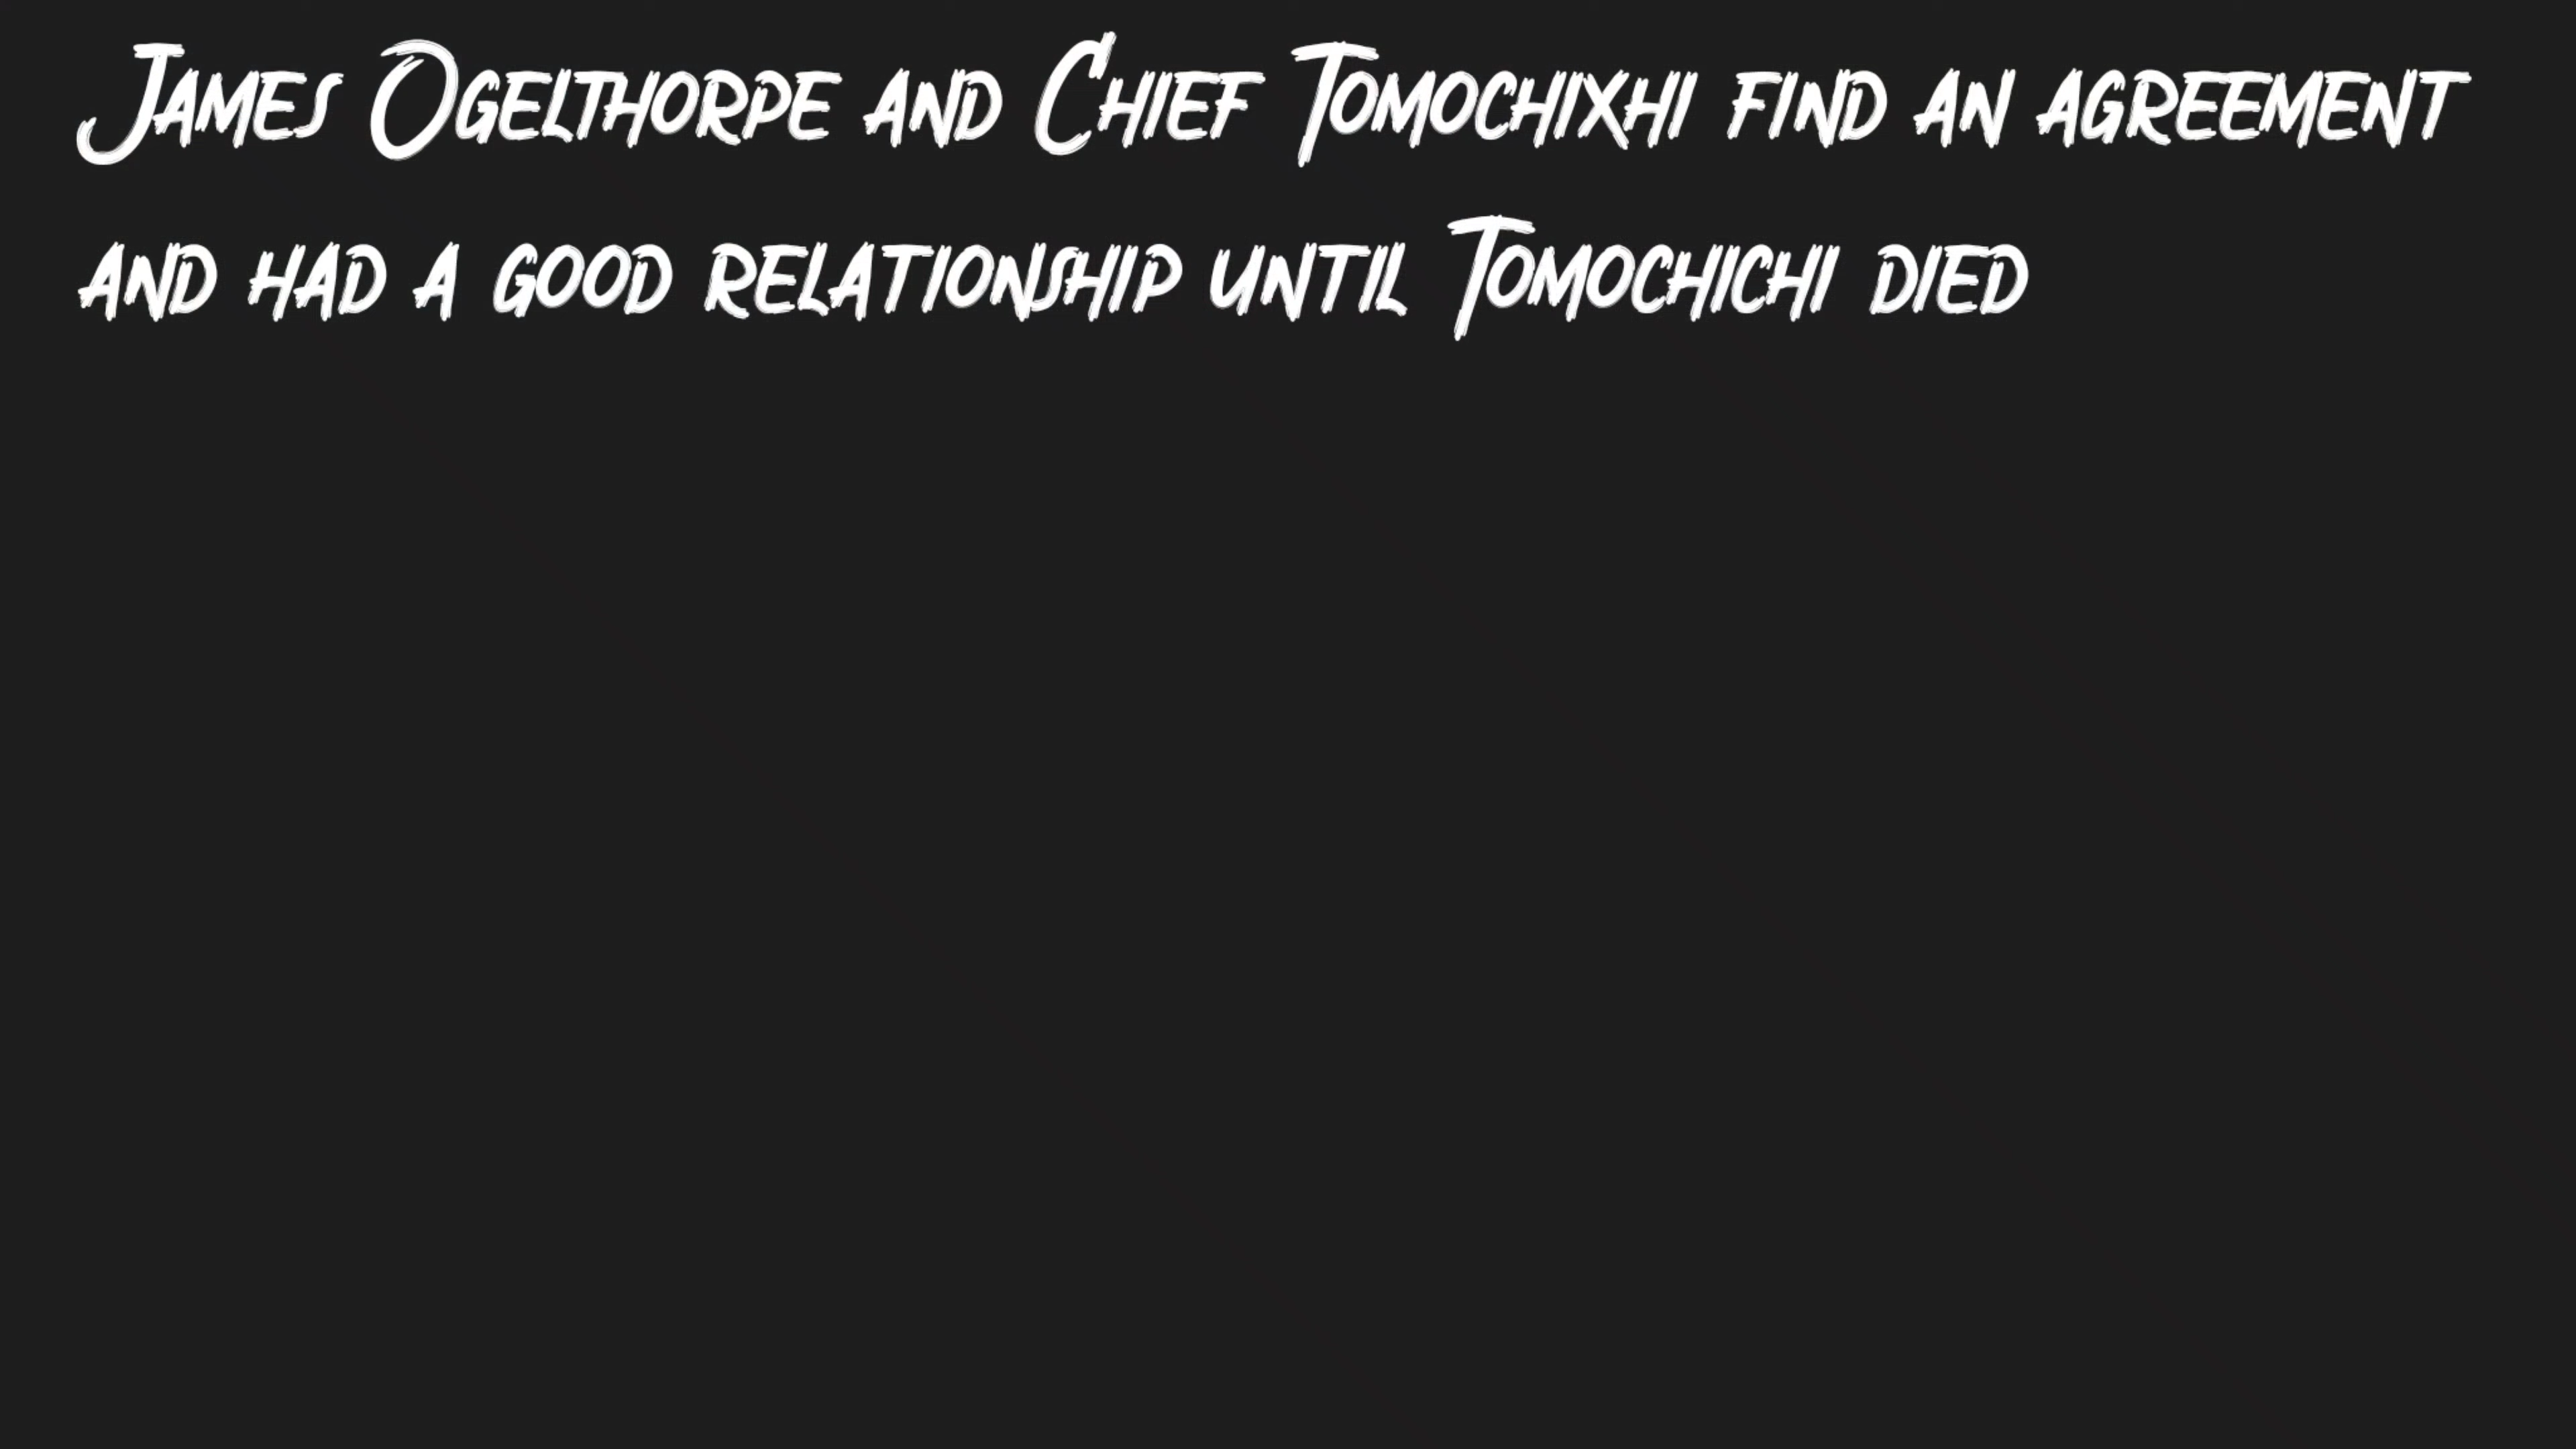 James Ogelthorpe and Chief Tomochixhi find an agreement
and had a good relationship until Tomochichi died